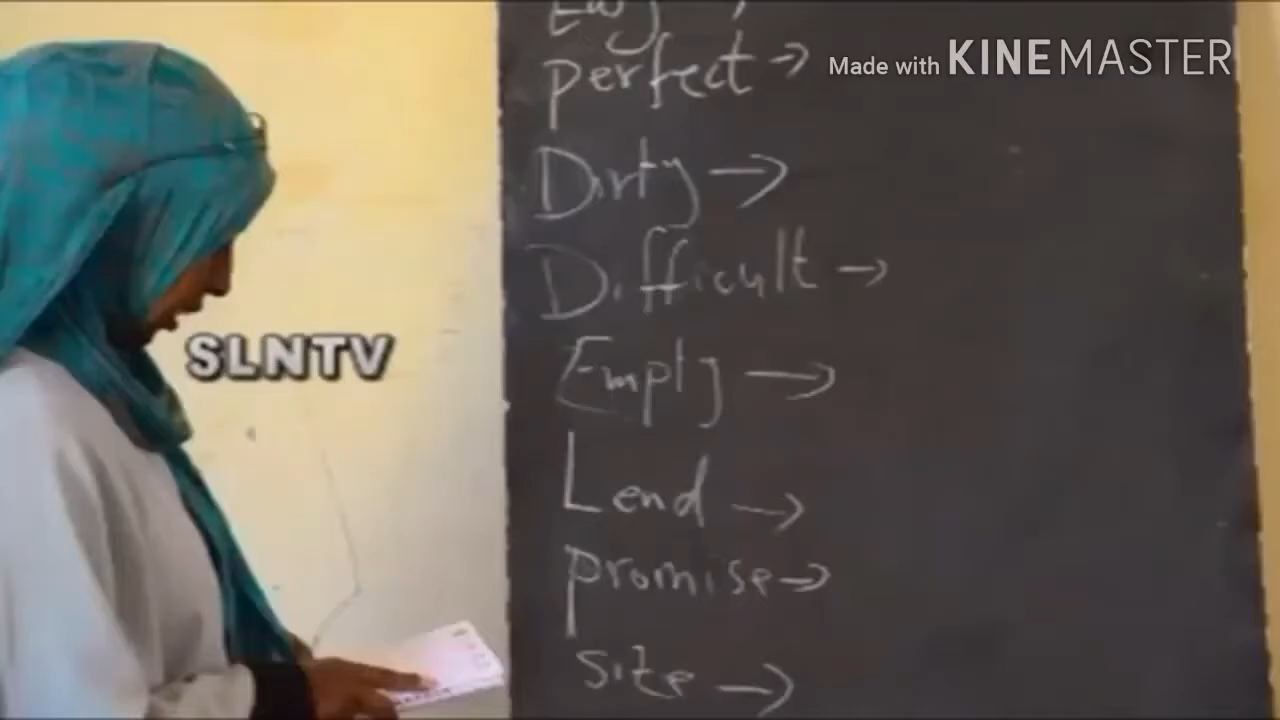 Made with KINEMASTER
perfect →
Dirty →
Difficult →
Empty →
Lend →
promise →
size →
SLNTV